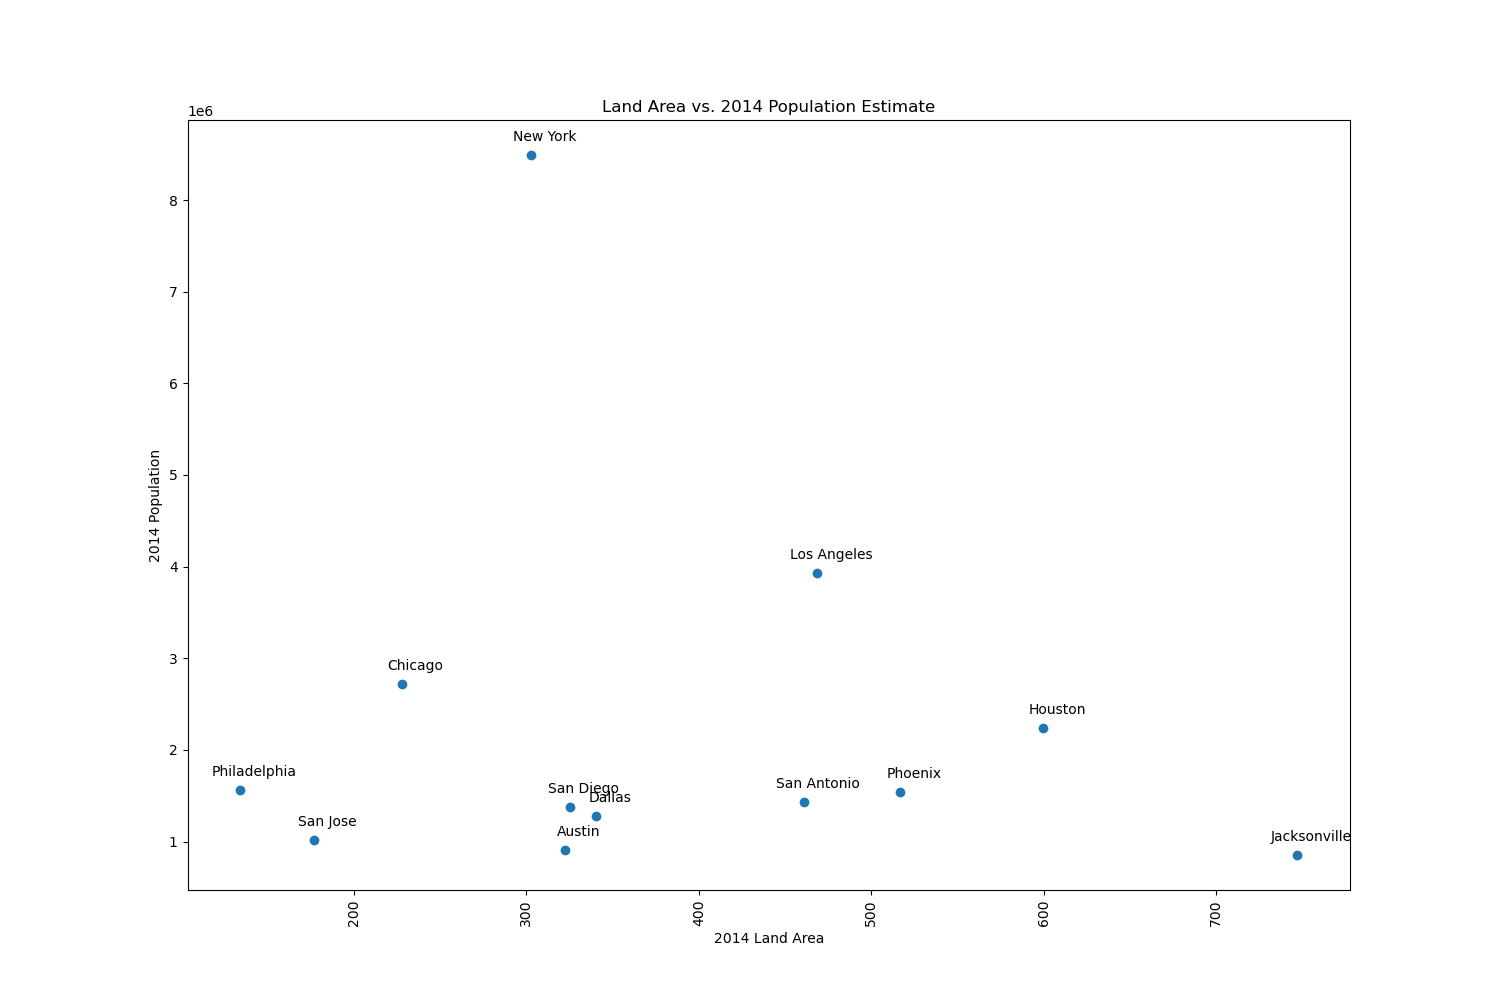 Land Area vs. 2014 Population Estimate
1e6
New York
8
7
6
5
2014 Population
Los Angeles
4
Chicago
3
Houston
2
Philadelphia
Phoenix
San Antonio
San Diego
Dallas
San Jose
Austin
Jacksonville
1
200 300 400 500 600 700
2014 Land Area